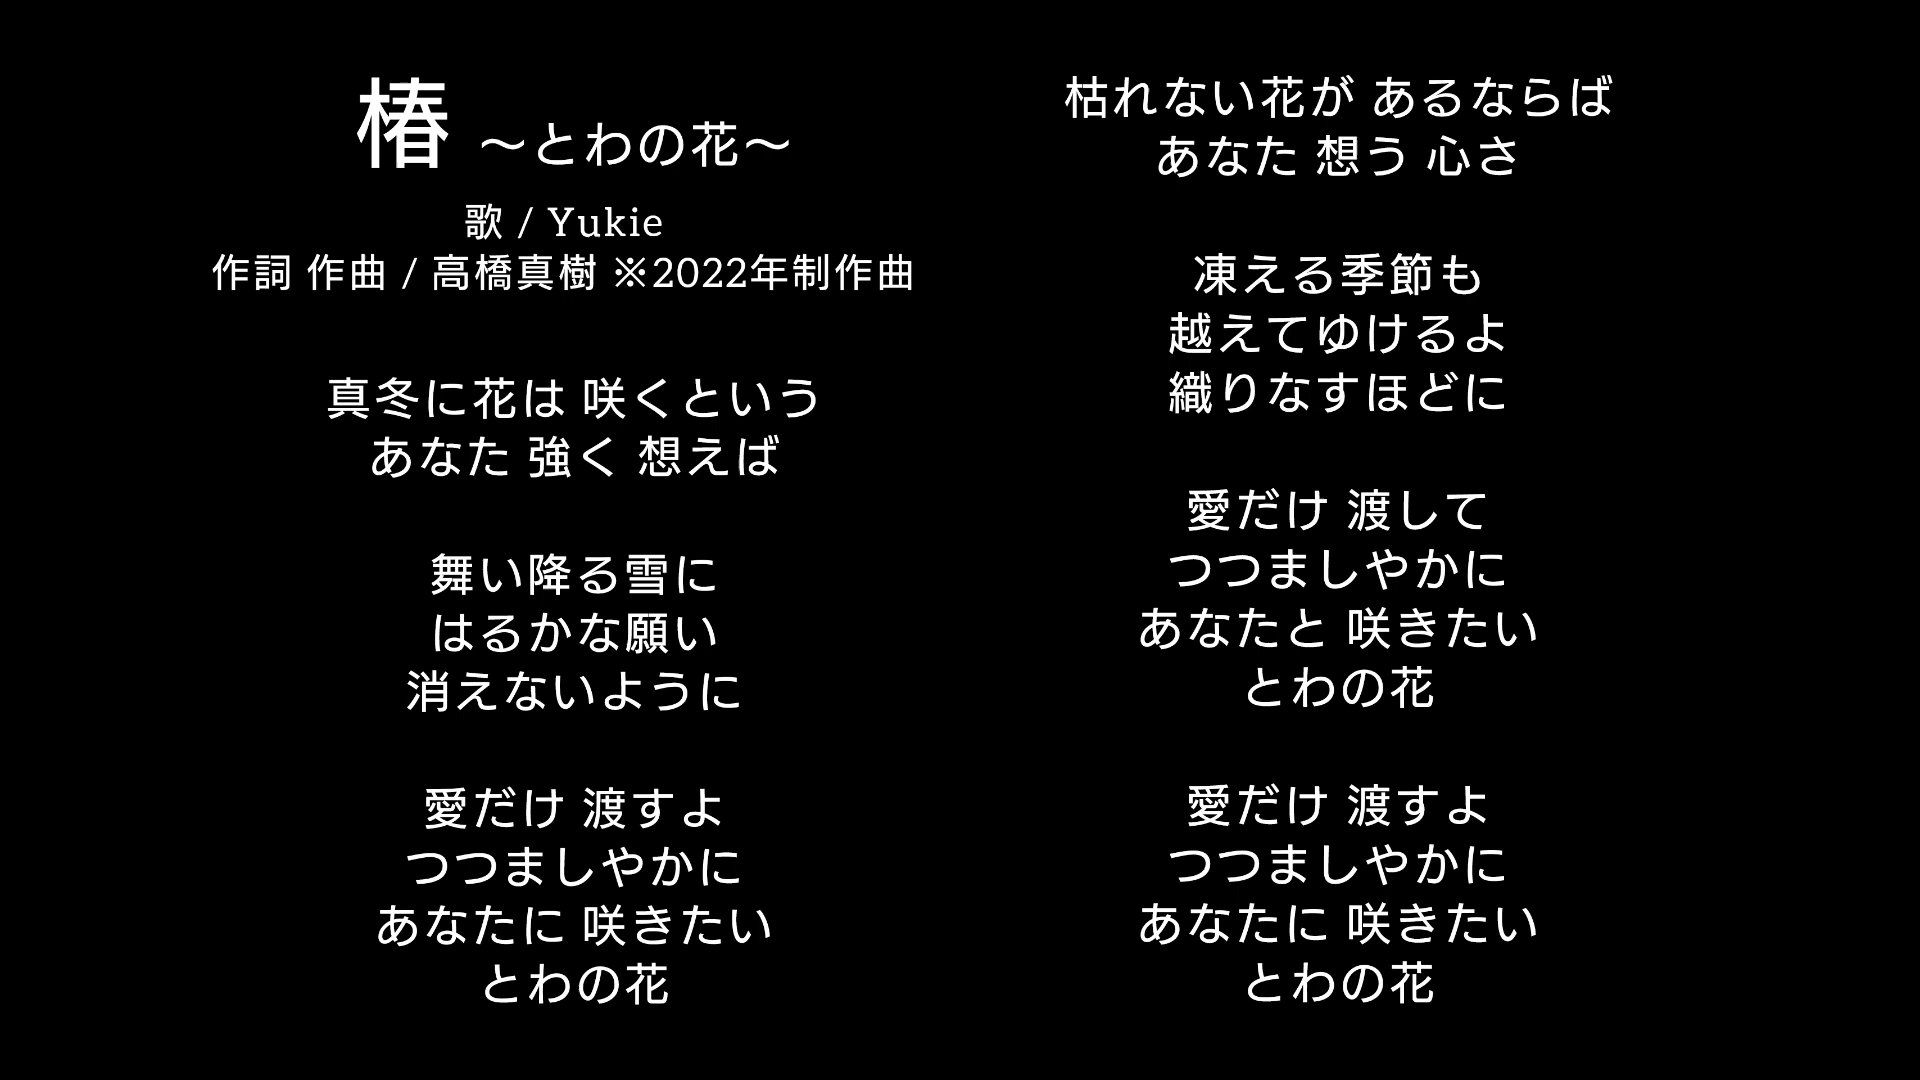 椿 ～とわの花～
歌 / Yukie
作詞 作曲 / 高橋真樹 ※2022年制作曲
真冬に花は 咲くという
あなた 強く 想えば
舞い降る雪に
はるかな願い
消えないように
愛だけ 渡すよ
つつましやかに
あなたに 咲きたい
とわの花
枯れない花が あるならば
あなた 想う 心さ
凍える季節も
越えてゆけるよ
織りなすほどに
愛だけ 渡して
つつましやかに
あなたと 咲きたい
とわの花
愛だけ 渡すよ
つつましやかに
あなたに 咲きたい
とわの花